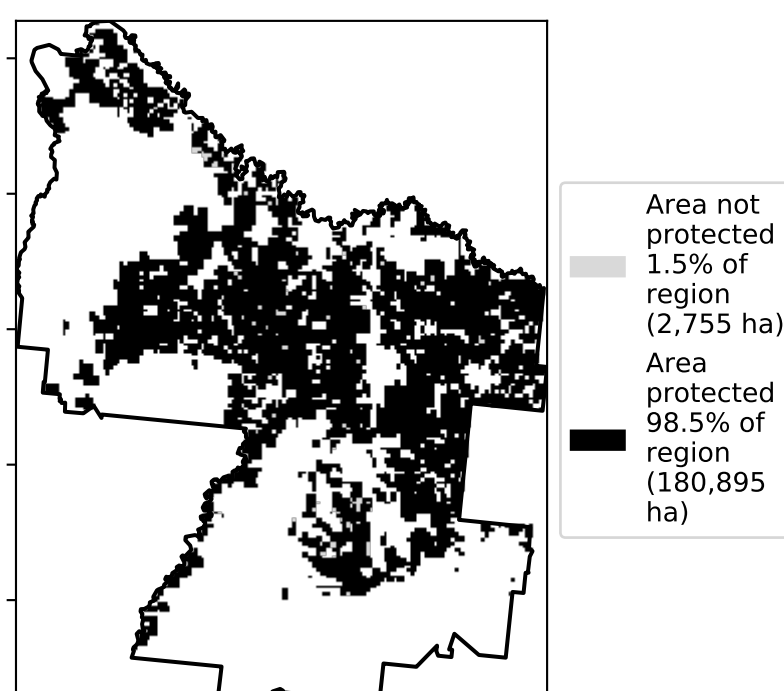 Area not
protected
1.5% of
region
(2,755 ha)
Area
protected
98.5% of
region
(180,895
ha)